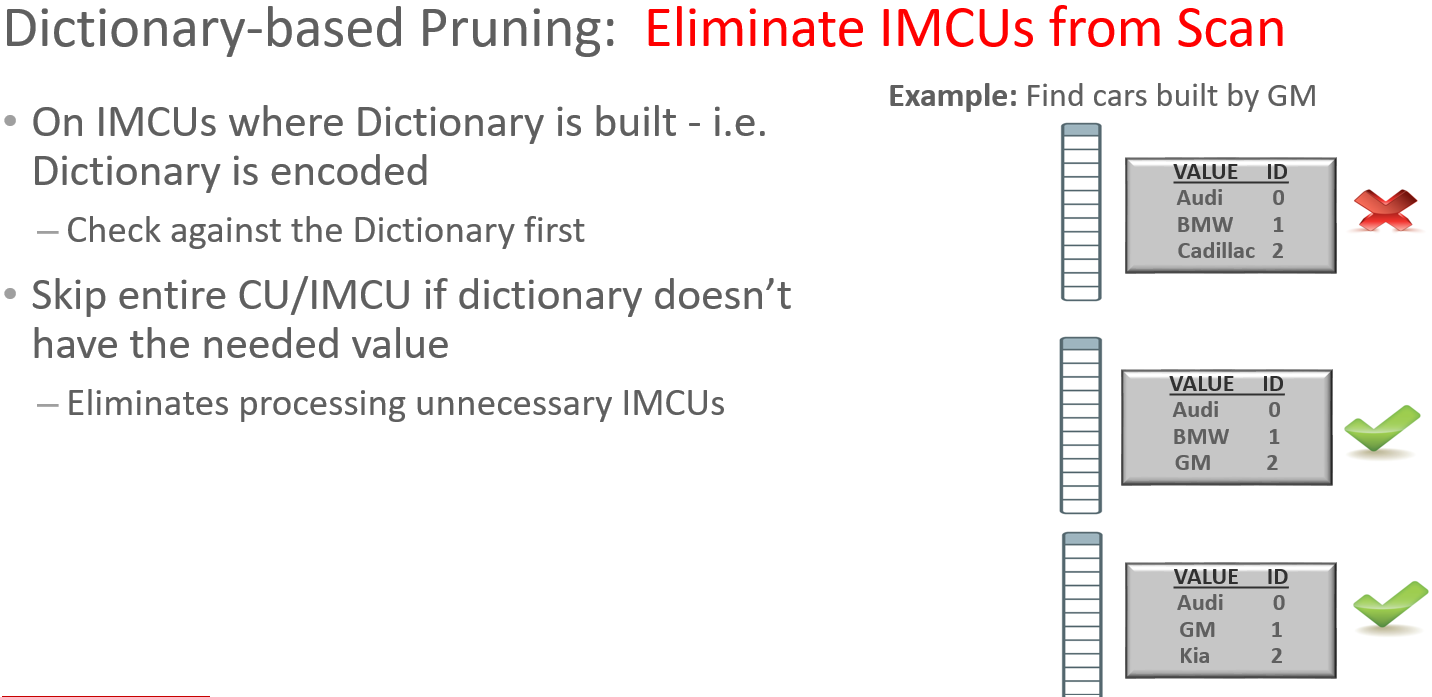 Dictionary-based Pruning: Eliminate IMCUs from Scan
• On IMCUs where Dictionary is built - i.e.
Dictionary is encoded
– Check against the Dictionary first
• Skip entire CU/IMCU if dictionary doesn’t
have the needed value
– Eliminates processing unnecessary IMCUs
Example: Find cars built by GM
VALUE ID
Audi 0
BMW 1
Cadillac 2
VALUE ID
Audi 0
BMW 1
GM 2
VALUE ID
Audi 0
GM 1
Kia 2